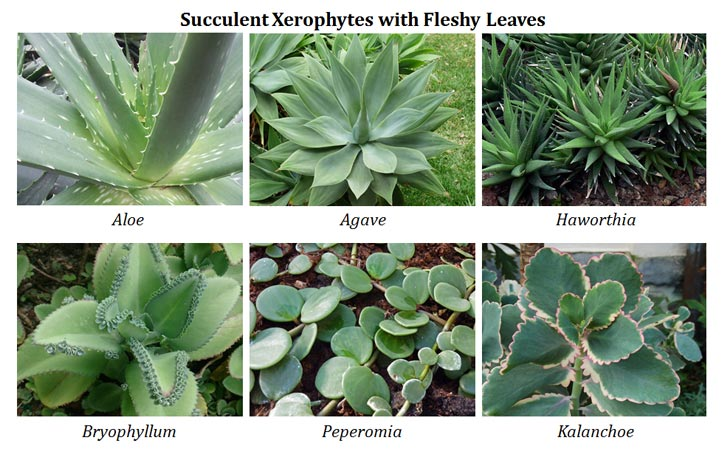 Succulent Xerophytes with Fleshy Leaves
Aloe
Agave
Haworthia
Bryophyllum
Peperomia
Kalanchoe